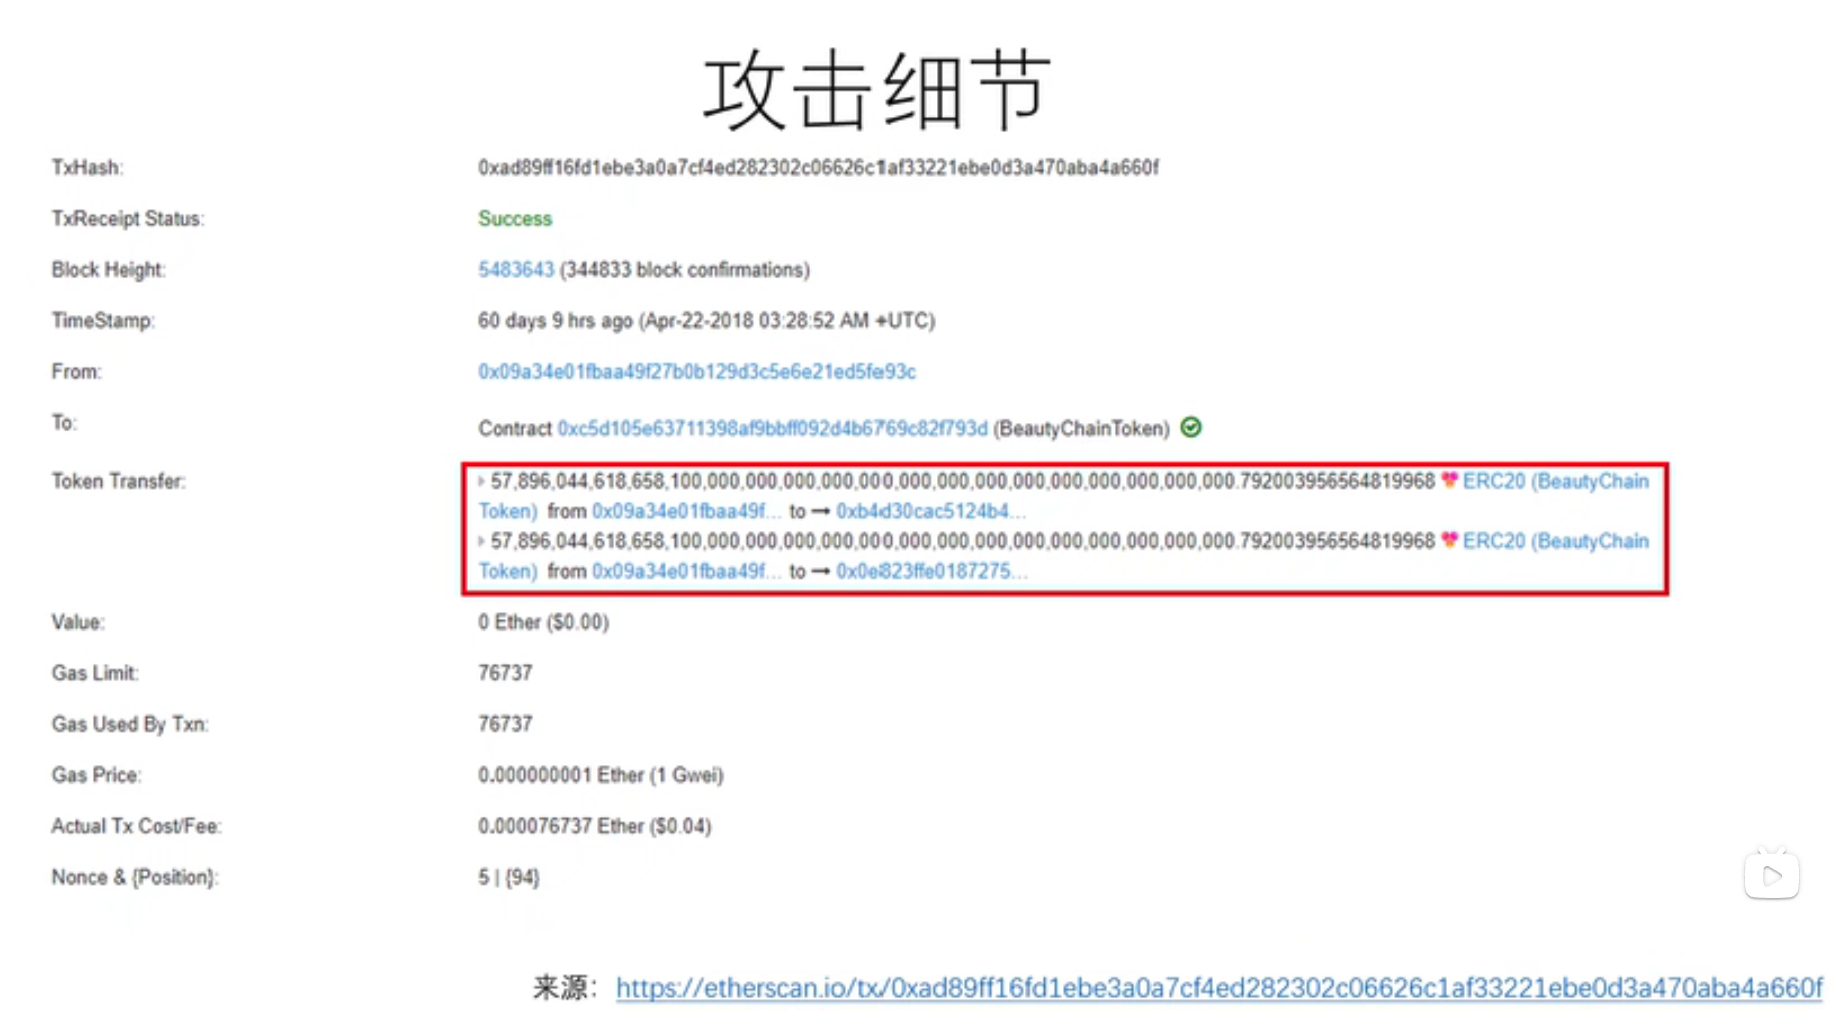 攻击细节
TxHash: 0xad89ff16fd1ebe3a0a7cf4ed282302c06626c1af33221ebe0d3a470aba4a660f
TxReceipt Status: Success
Block Height: 5483643 (344833 block confirmations)
TimeStamp: 60 days 9 hrs ago (Apr-22-2018 03:28:52 AM +UTC)
From: 0x09a34e01fbaa49f27b0b129d3c5e6e21ed5fe93c
To: Contract 0xc5d105e63711398af9bbff092d4b6769c82f793d (BeautyChainToken)
Token Transfer: 57,896,044,618,658,100,000,000,000,000,000,000,000,000,000,000,000,000,000,000.792003956564819968 ERC20 (BeautyChain
Token) from 0x09a34e01fbaa49f... to 0xb4d30cac5124b4...
57,896,044,618,658,100,000,000,000,000,000,000,000,000,000,000,000,000,000,000.792003956564819968 ERC20 (BeautyChain
Token) from 0x09a34e01fbaa49f... to 0x0e823ffe0187275...
Value: 0 Ether ($0.00)
Gas Limit: 76737
Gas Used By Txn: 76737
Gas Price: 0.000000001 Ether (1 Gwei)
Actual Tx Cost/Fee: 0.000076737 Ether ($0.04)
Nonce & {Position}: 5 | {94}
来源： https://etherscan.io/tx/0xad89ff16fd1ebe3a0a7cf4ed282302c06626c1af33221ebe0d3a470aba4a660f